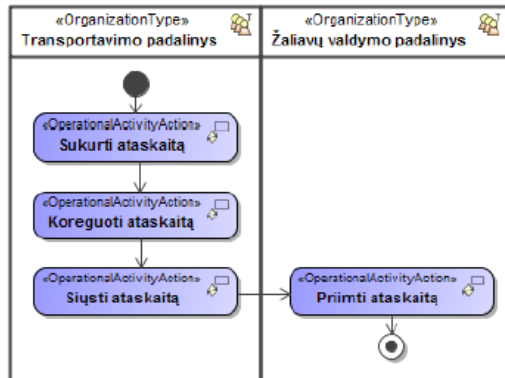 «OrganizationType»
Transportavimo padalinys
«OrganizationType»
Žaliavų valdymo padalinys
«OperationalActivityAction»
Sukurti ataskaitą
«OperationalActivityAction»
Koreguoti ataskaitą
«OperationalActivityAction»
Siųsti ataskaitą
«OperationalActivityAction»
Priimti ataskaitą